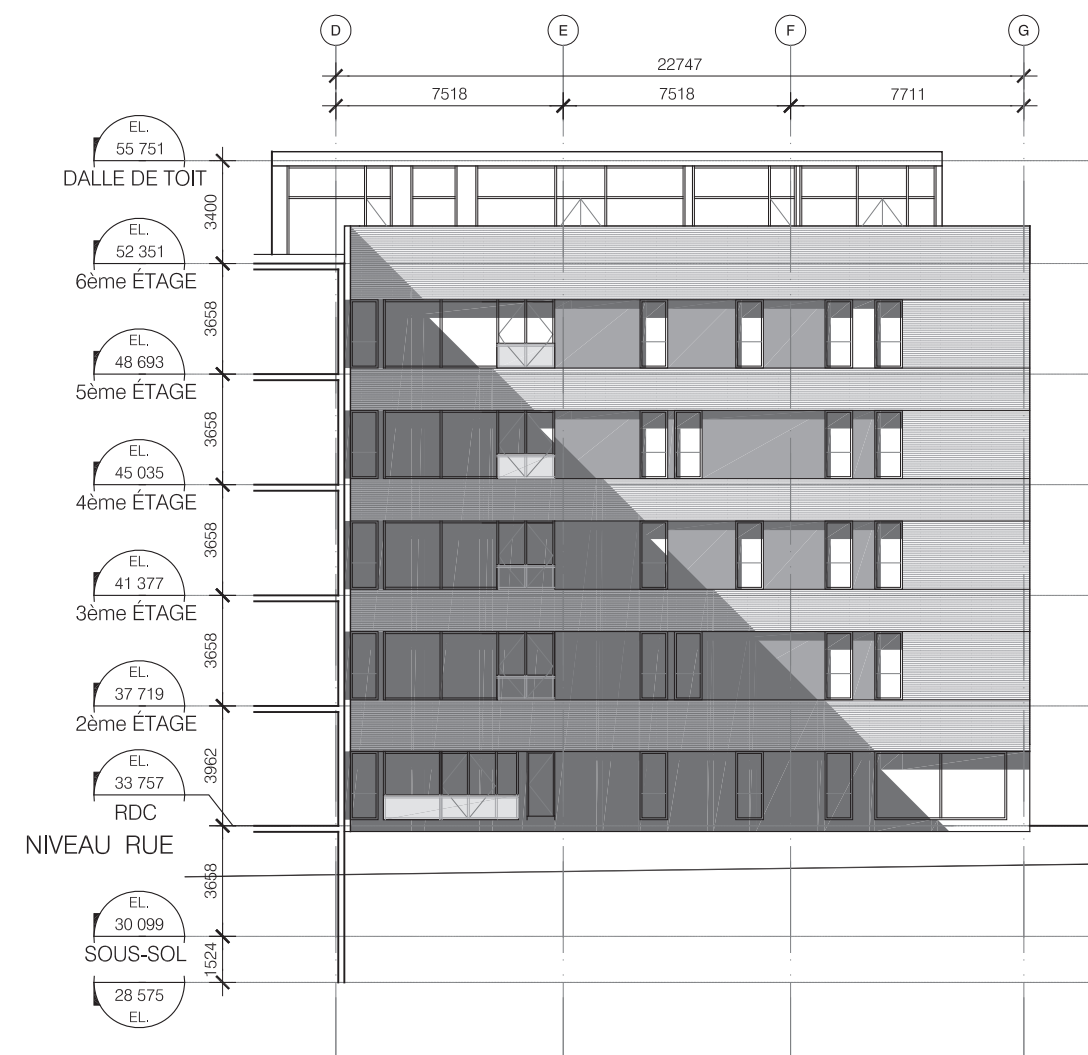 D E F G
22747
7518 7518 7711
EL.
55 751
DALLE DE TOIT
3400
EL.
52 351
6ème ÉTAGE
3658
EL.
48 693
5ème ÉTAGE
3658
EL.
45 035
4ème ÉTAGE
3658
EL.
41 377
3ème ÉTAGE
3658
EL.
37 719
2ème ÉTAGE
3962
EL.
33 757
RDC
NIVEAU RUE
3658
EL.
30 099
SOUS-SOL
1524
28 575
EL.